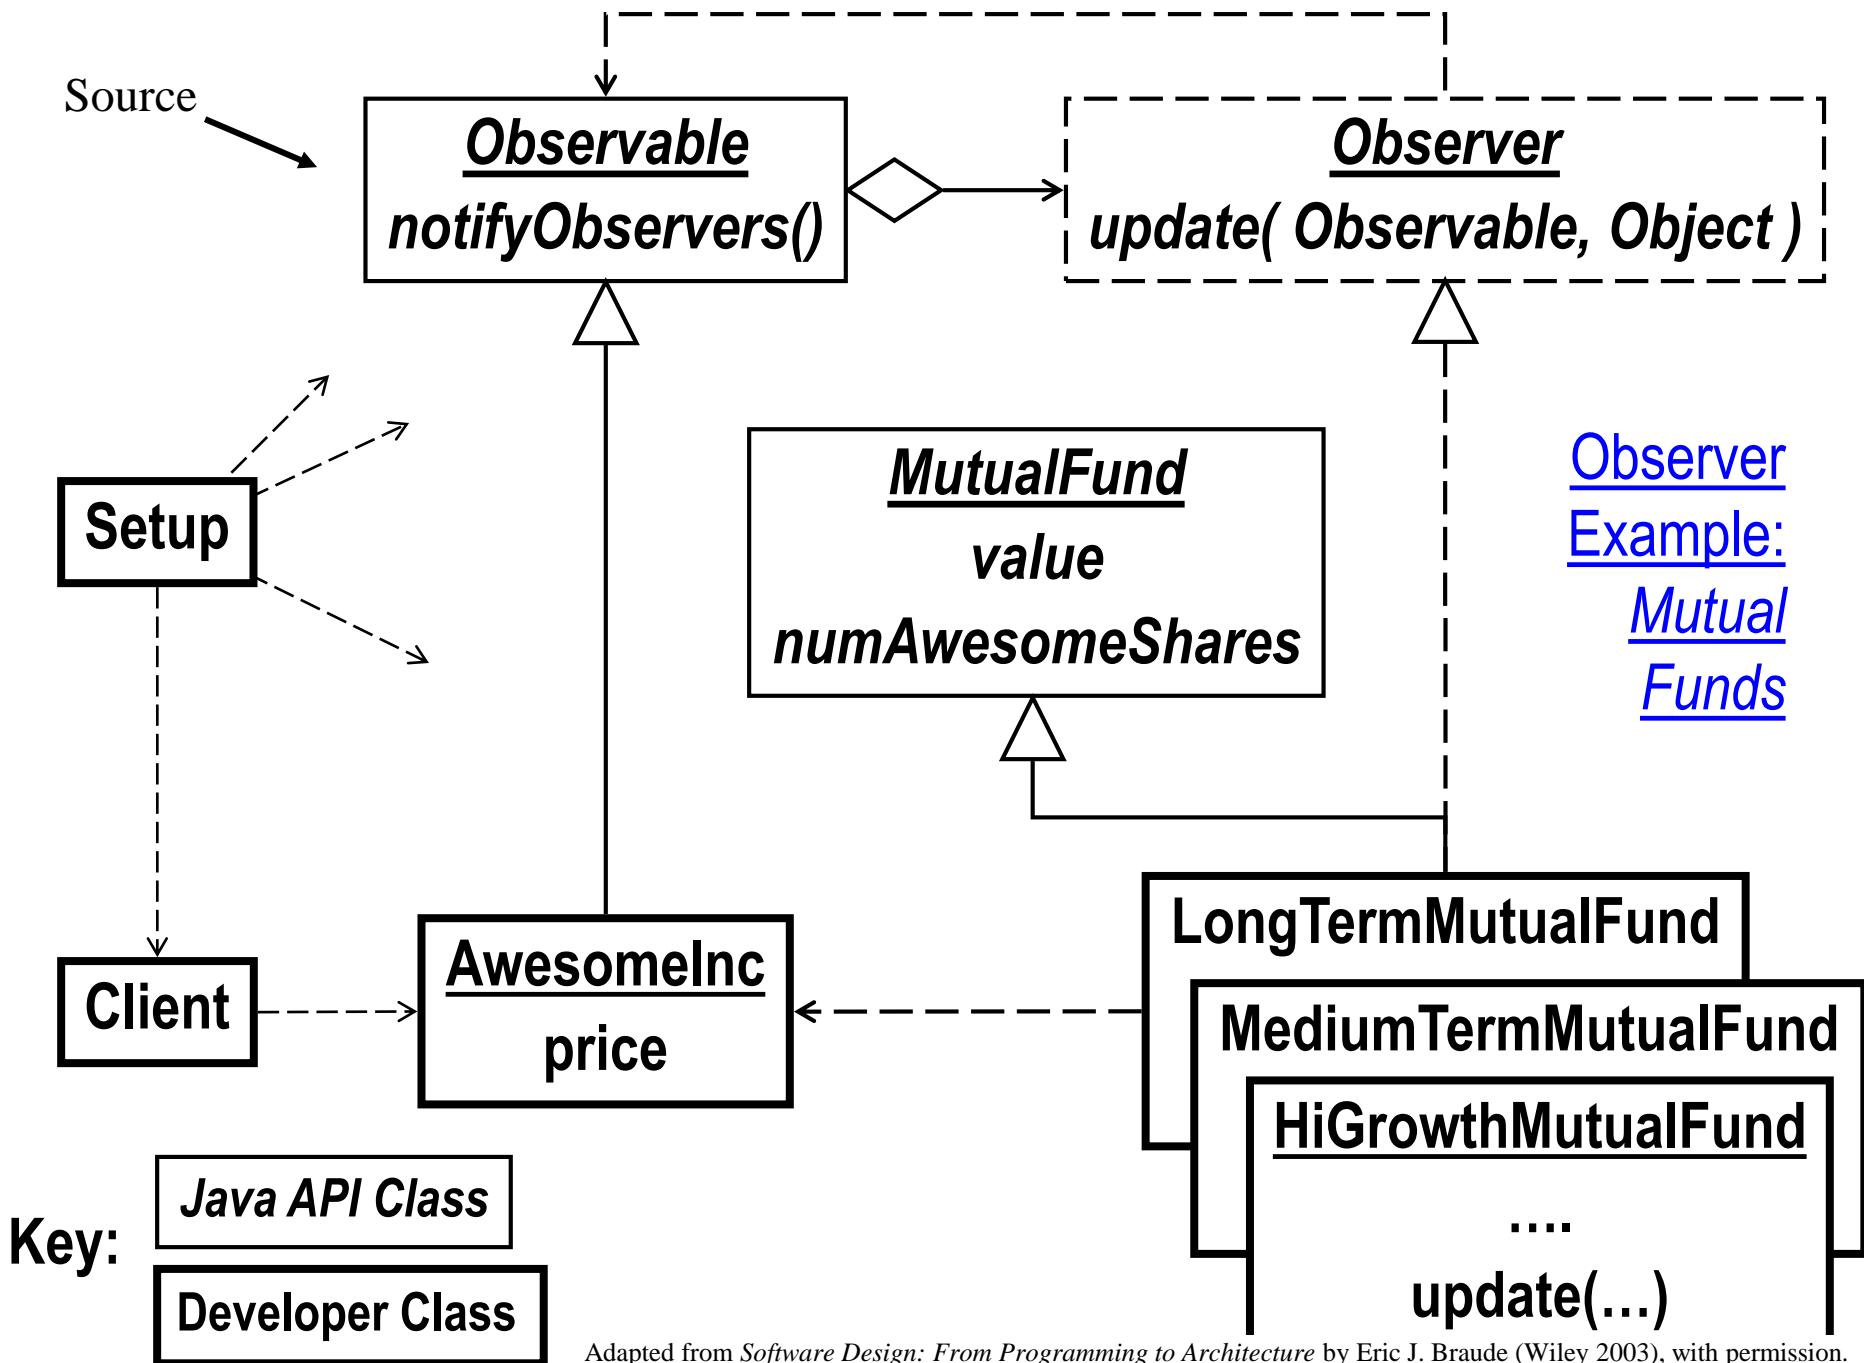 Source
Observable
notifyObservers()
Observer
update( Observable, Object )
Setup
MutualFund
value
numAwesomeShares
Observer
Example:
Mutual
Funds
Client
AwesomeInc
price
LongTermMutualFund
MediumTermMutualFund
HiGrowthMutualFund
....
update(...)
Key:
Java API Class
Developer Class
Adapted from Software Design: From Programming to Architecture by Eric J. Braude (Wiley 2003), with permission.